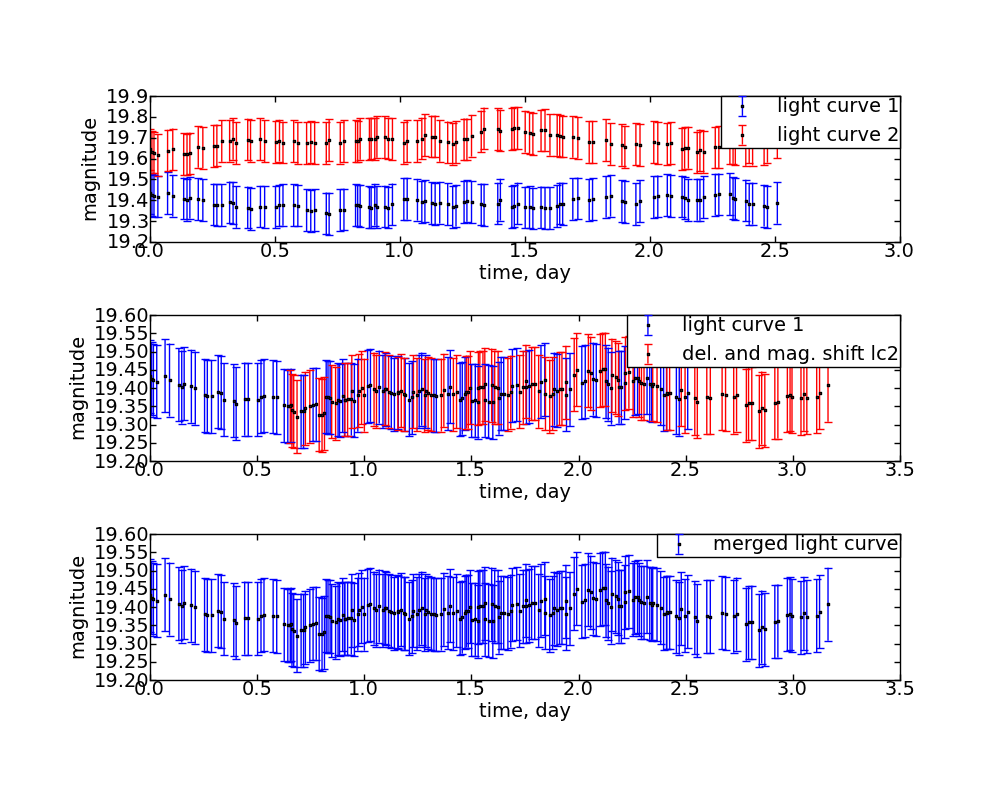 19.9
19.8
19.7
19.6
19.5
19.4
19.3
19.2
magnitude
light curve 1
light curve 2
0.0 0.5 1.0 1.5 2.0 2.5 3.0
time, day
19.60
19.55
19.50
19.45
19.40
19.35
19.30
19.25
19.20
magnitude
light curve 1
del. and mag. shift lc2
0.0 0.5 1.0 1.5 2.0 2.5 3.0 3.5
time, day
19.60
19.55
19.50
19.45
19.40
19.35
19.30
19.25
19.20
magnitude
merged light curve
0.0 0.5 1.0 1.5 2.0 2.5 3.0 3.5
time, day